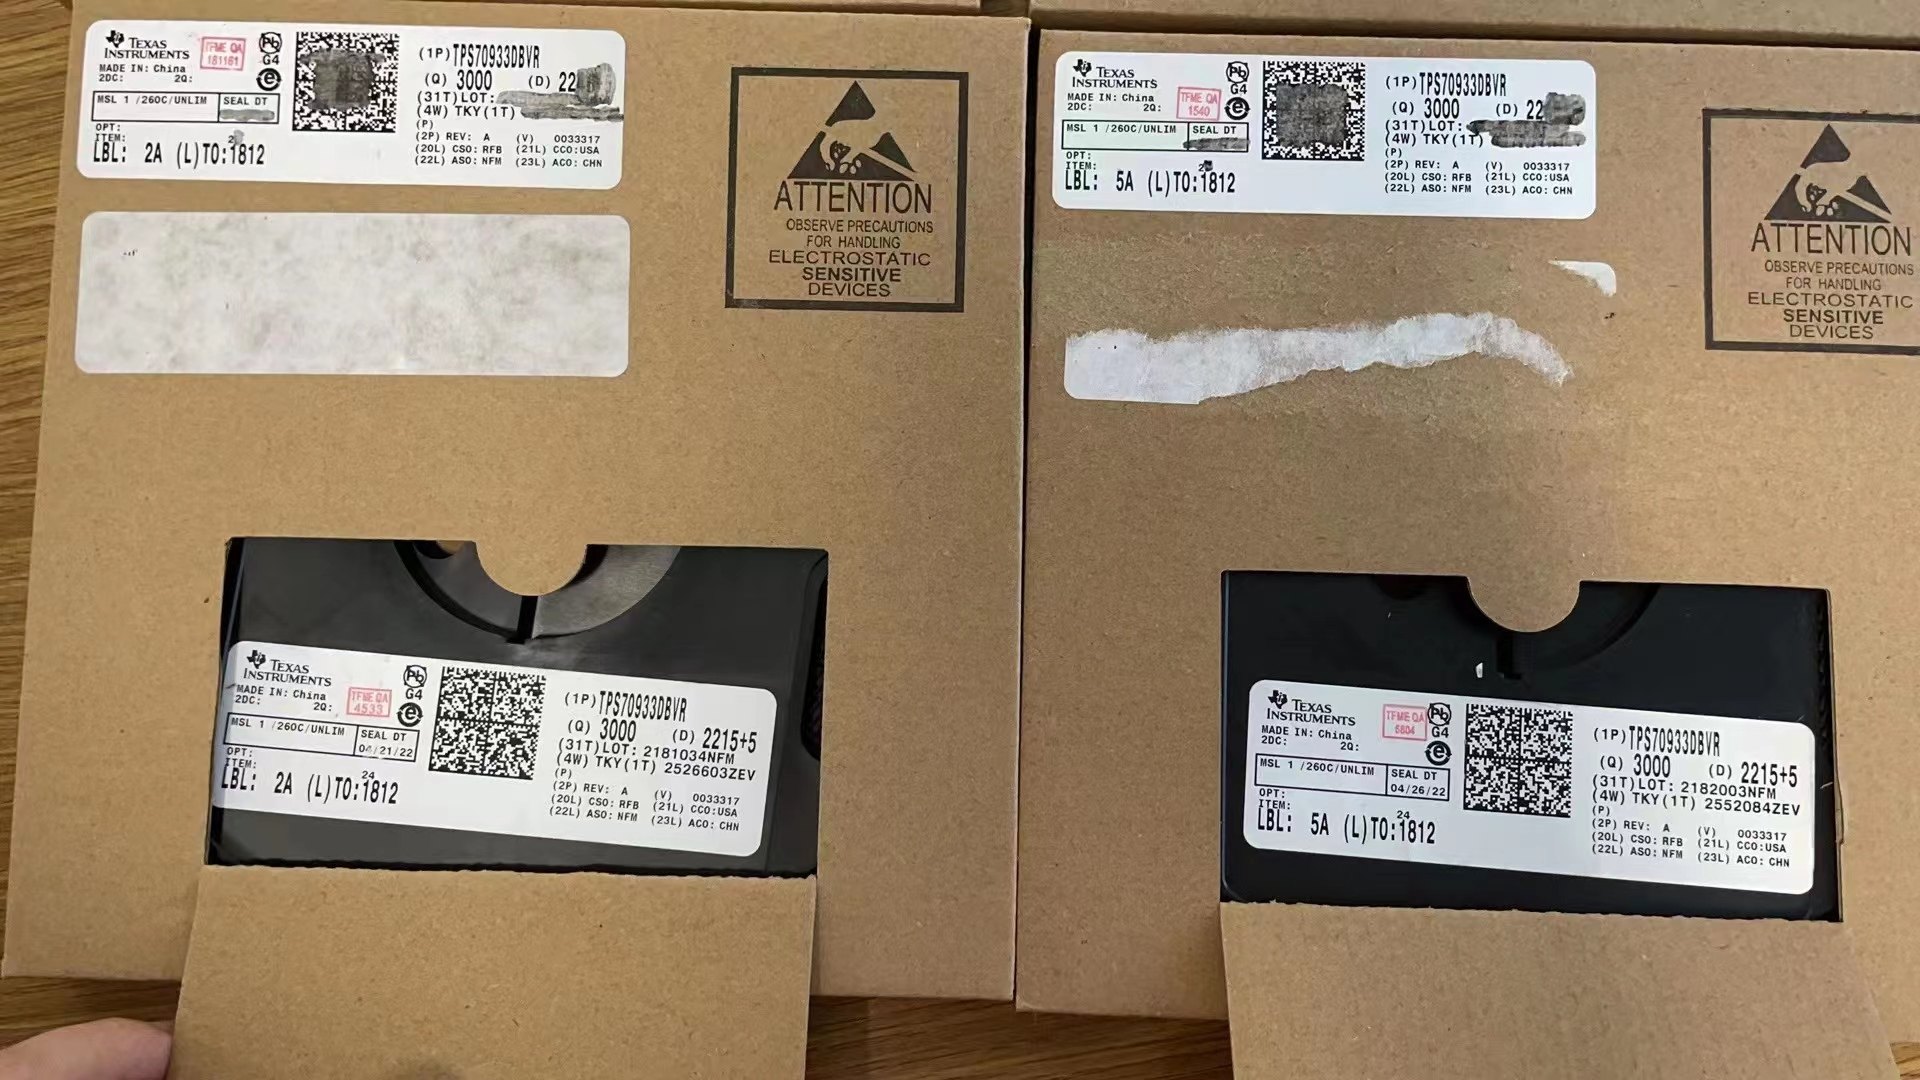 TEXAS INSTRUMENTS
MADE IN: China
2DC: 2Q:
TFME QA
181161
Pb
G4
e
MSL 1 /260C/UNLIM
SEAL DT
OPT:
ITEM:
LBL: 2A (L)TO:1812
(1P)TPS70933DBVR
(Q) 3000 (D) 22
(31T)LOT:
(4W) TKY(1T)
(P)
(2P) REV: A (V) 0033317
(20L) CSO: RFB (21L) CCO:USA
(22L) ASO: NFM (23L) ACO: CHN
ATTENTION
OBSERVE PRECAUTIONS
FOR HANDLING
ELECTROSTATIC
SENSITIVE
DEVICES
TEXAS INSTRUMENTS
MADE IN: China
2DC: 2Q:
TFME QA
4533
Pb
G4
e
MSL 1 /260C/UNLIM
SEAL DT
04/21/22
OPT:
ITEM:
24
LBL: 2A (L)TO:1812
(1P)TPS70933DBVR
(Q) 3000 (D) 2215+5
(31T)LOT: 2181034NFM
(4W) TKY(1T) 2526603ZEV
(P)
(2P) REV: A (V) 0033317
(20L) CSO: RFB (21L) CCO:USA
(22L) ASO: NFM (23L) ACO: CHN
TEXAS INSTRUMENTS
MADE IN: China
2DC: 2Q:
TFME QA
1540
Pb
G4
e
MSL 1 /260C/UNLIM
SEAL DT
OPT:
ITEM:
LBL: 5A (L)TO:1812
(1P)TPS70933DBVR
(Q) 3000 (D) 22
(31T)LOT:
(4W) TKY(1T)
(P)
(2P) REV: A (V) 0033317
(20L) CSO: RFB (21L) CCO:USA
(22L) ASO: NFM (23L) ACO: CHN
ATTENTION
OBSERVE PRECAUTIONS
FOR HANDLING
ELECTROSTATIC
SENSITIVE
DEVICES
TEXAS INSTRUMENTS
MADE IN: China
2DC: 2Q:
TFME QA
Pb
G4
e
MSL 1 /260C/UNLIM
SEAL DT
04/26/22
OPT:
ITEM:
24
LBL: 5A (L)TO:1812
(1P)TPS70933DBVR
(Q) 3000 (D) 2215+5
(31T)LOT: 2182003NFM
(4W) TKY(1T) 2552084ZEV
(P)
(2P) REV: A (V) 0033317
(20L) CSO: RFB (21L) CCO:USA
(22L) ASO: NFM (23L) ACO: CHN